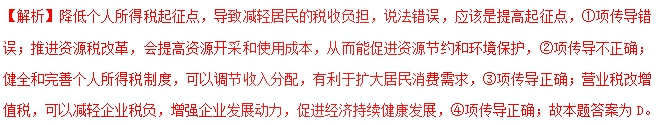 【解析】降低个人所得税起征点，导致减轻居民的税收负担，说法错误，应该是提高起征点，①项传导错
误；推进资源税改革，会提高资源开采和使用成本，从而能促进资源节约和环境保护，②项传导不正确；
健全和完善个人所得税制度，可以调节收入分配，有利于扩大居民消费需求，③项传导正确；营业税改增
值税，可以减轻企业税负，增强企业发展动力，促进经济持续健康发展，④项传导正确；故本题答案为 D。